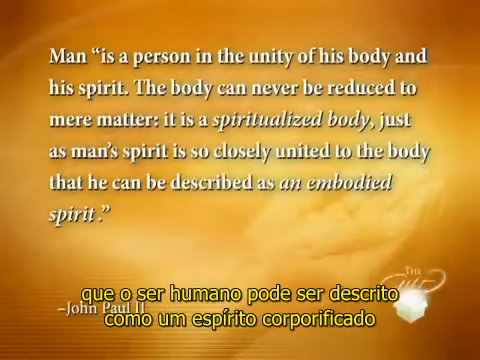 Man “is a person in the unity of his body and
his spirit. The body can never be reduced to
mere matter: it is a spiritualized body, just
as man’s spirit is so closely united to the body
that he can be described as an embodied
spirit.”
THE
que o ser humano pode ser descrito
–John Paul II
como um espírito corporificado